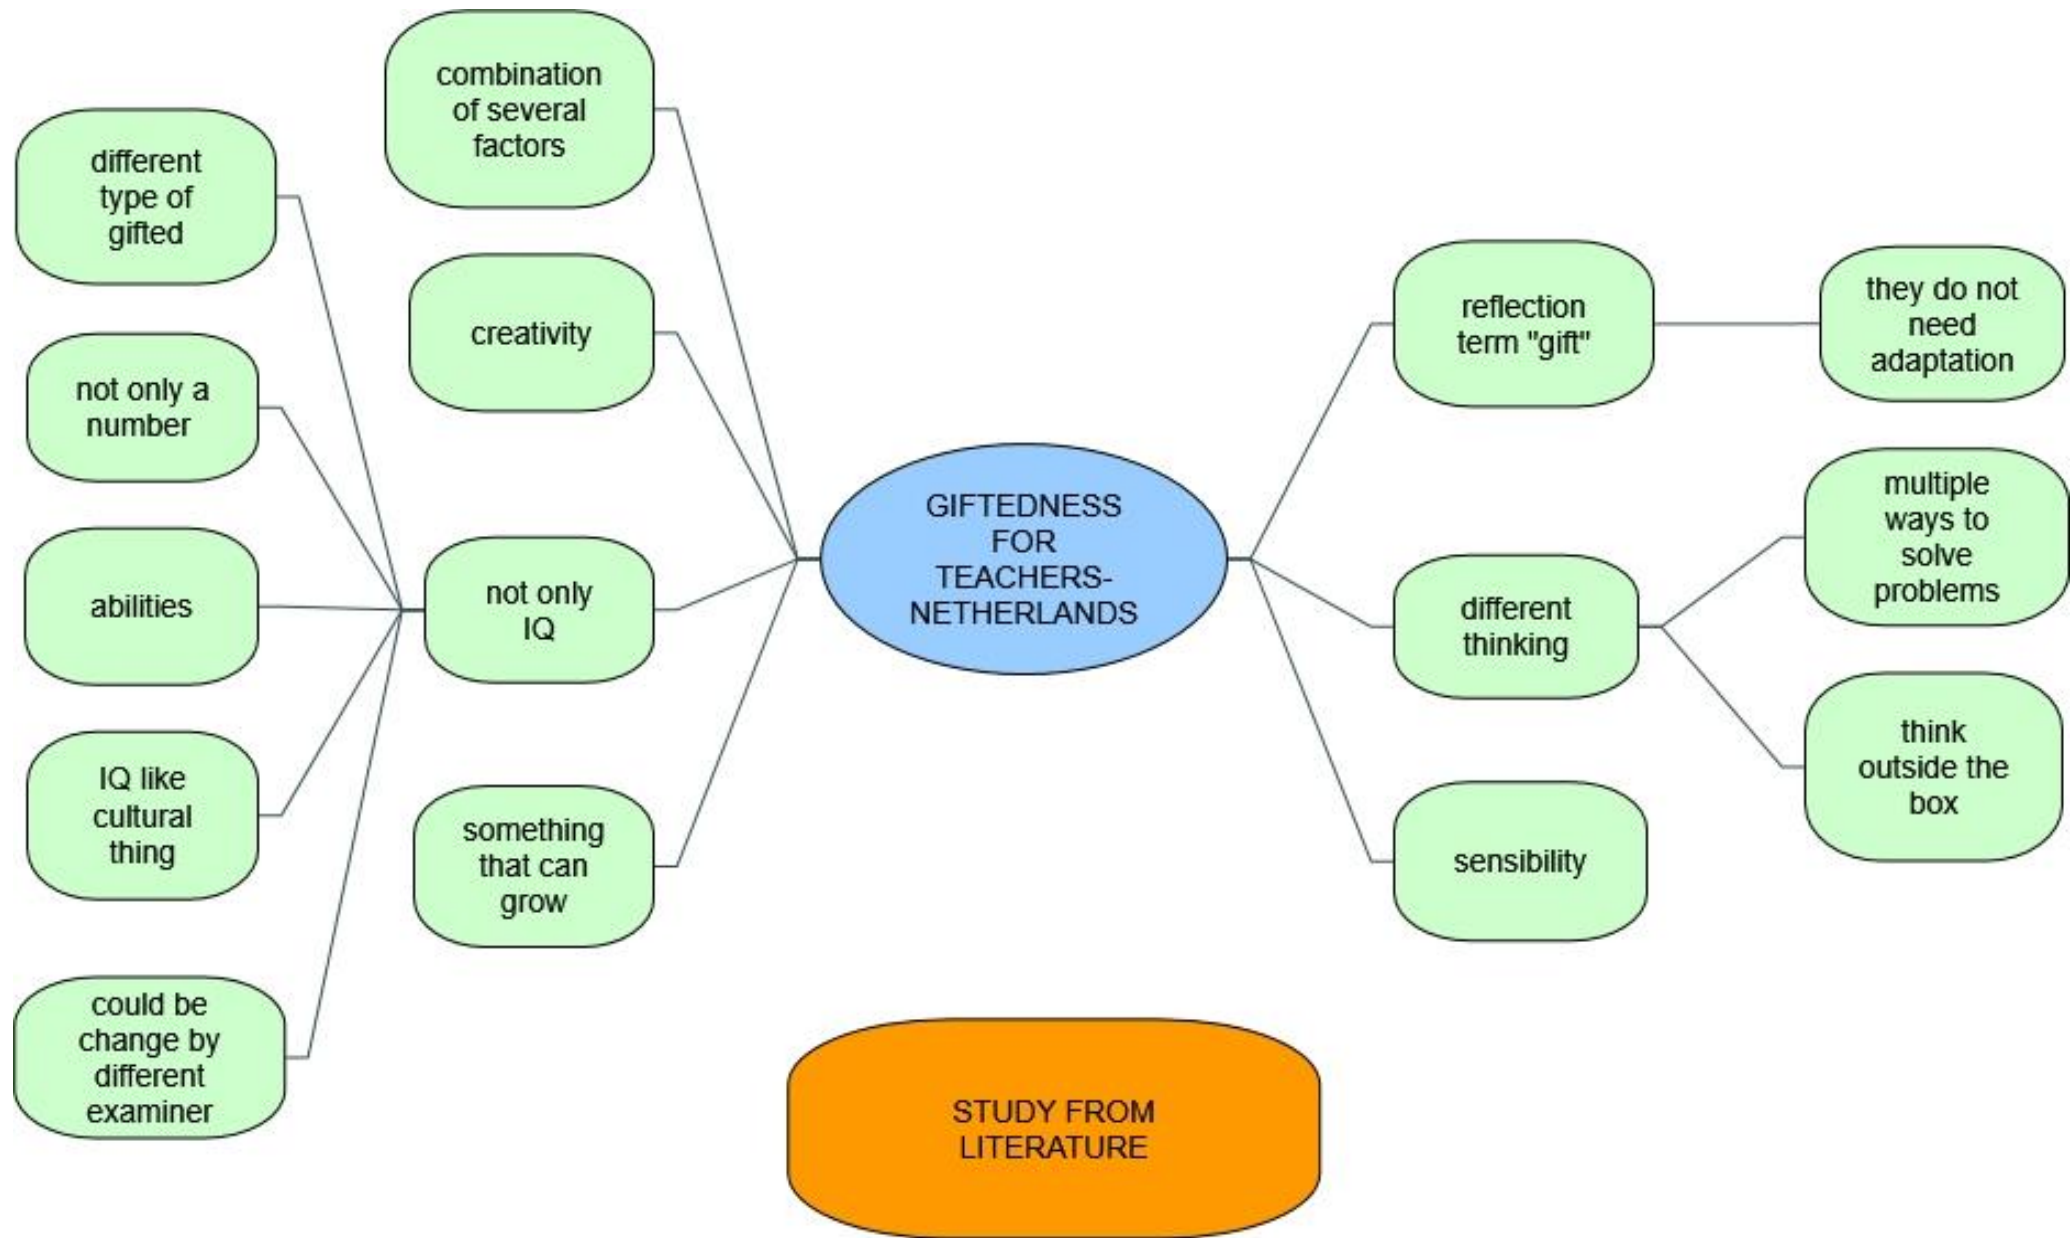 combination
of several
factors
different
type of
gifted
creativity
not only a
number
abilities
not only
IQ
IQ like
cultural
thing
something
that can
grow
could be
change by
different
examiner
GIFTEDNESS
FOR
TEACHERS-
NETHERLANDS
reflection
term "gift"
they do not
need
adaptation
different
thinking
multiple
ways to
solve
problems
think
outside the
box
sensibility
STUDY FROM
LITERATURE